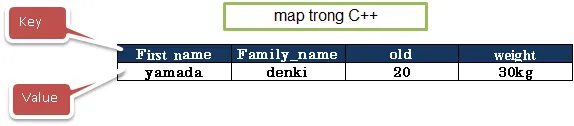 map trong C++
Key
First name Family_name old weight
yamada denki 20 30kg
Value